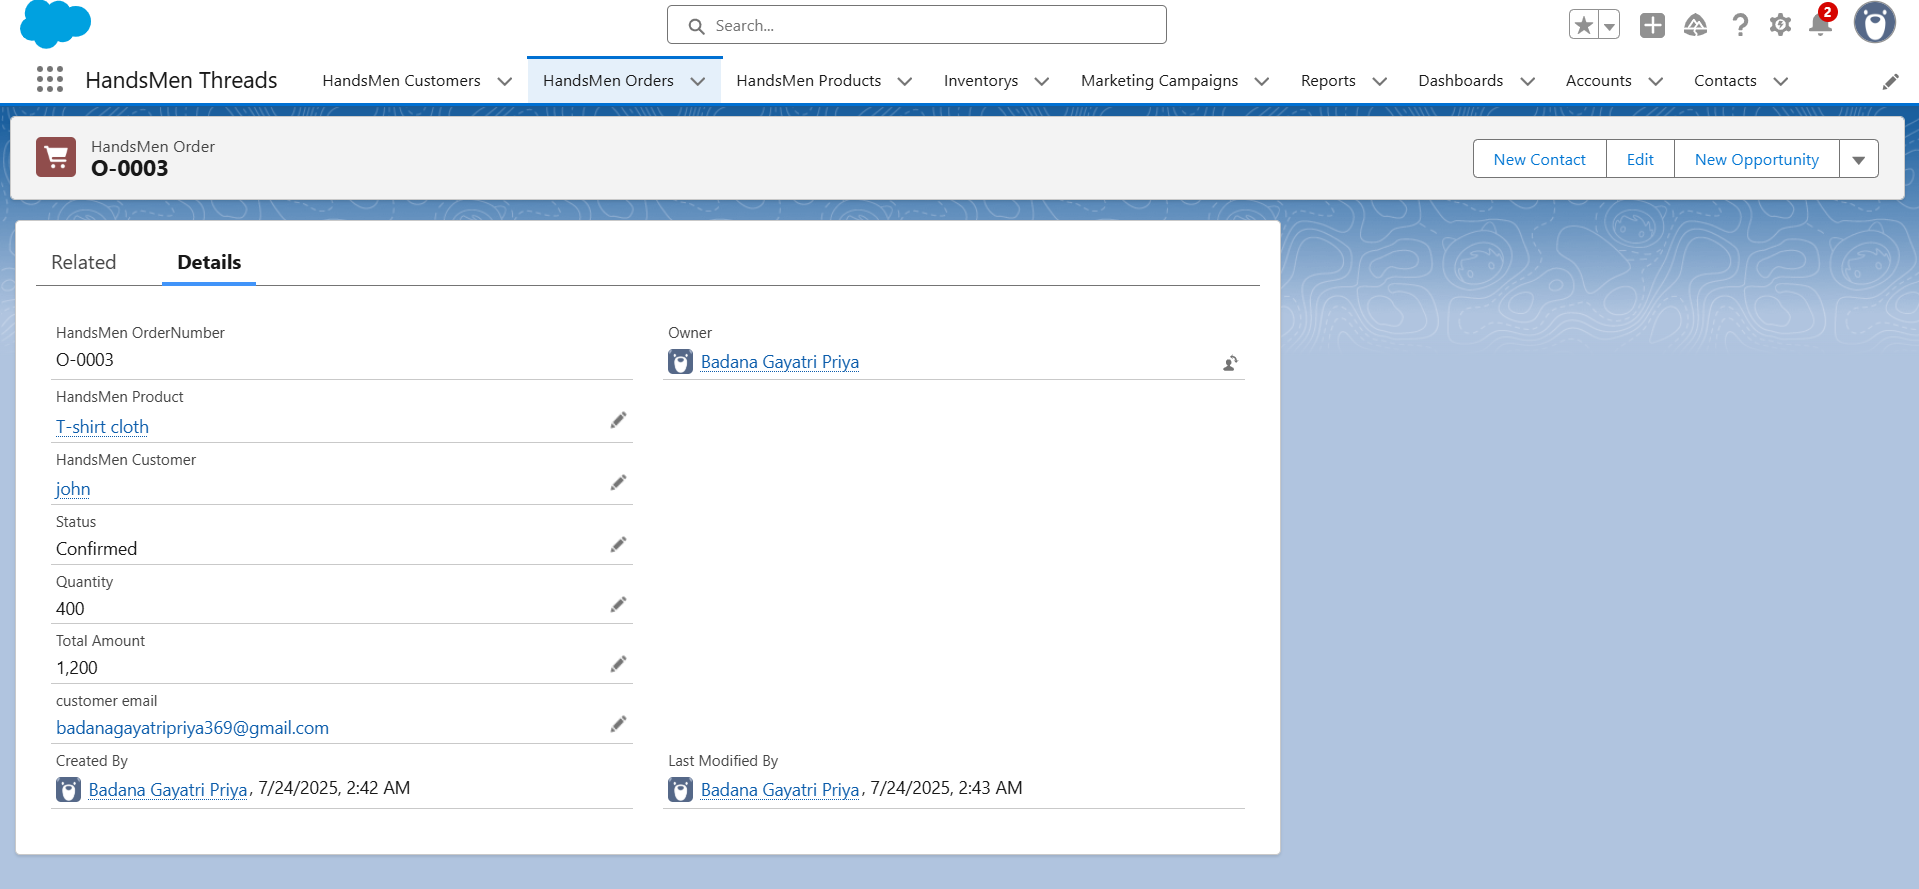 Search...
2
HandsMen Threads
HandsMen Customers
HandsMen Orders
HandsMen Products
Inventorys
Marketing Campaigns
Reports
Dashboards
Accounts
Contacts
HandsMen Order
O-0003
New Contact
Edit
New Opportunity
Related
Details
HandsMen OrderNumber
O-0003
Owner
Badana Gayatri Priya
HandsMen Product
T-shirt cloth
HandsMen Customer
john
Status
Confirmed
Quantity
400
Total Amount
1,200
customer email
badanagayatripriya369@gmail.com
Created By
Badana Gayatri Priya, 7/24/2025, 2:42 AM
Last Modified By
Badana Gayatri Priya, 7/24/2025, 2:43 AM